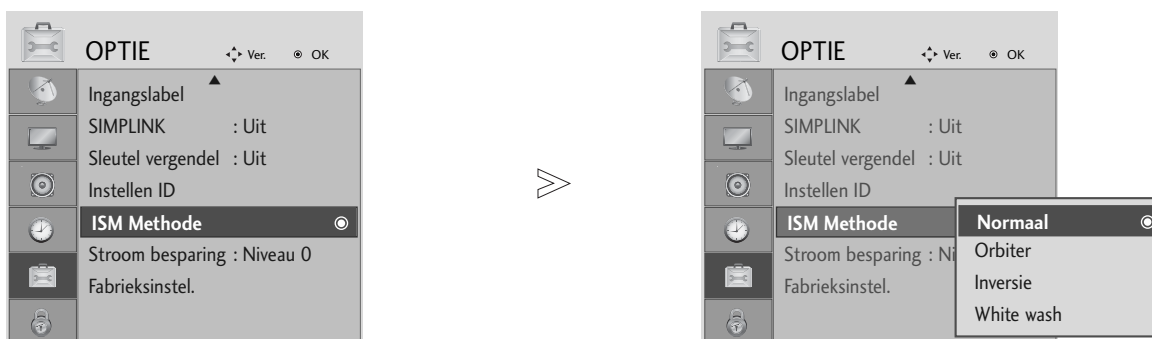 OPTIE Ver. OK
Ingangslabel
SIMPLINK : Uit
Sleutel vergendel : Uit
Instellen ID
ISM Methode
Stroom besparing : Niveau 0
Fabrieksinstel.
OPTIE Ver. OK
Ingangslabel
SIMPLINK : Uit
Sleutel vergendel : Uit
Instellen ID
ISM Methode
Stroom besparing : Ni
Fabrieksinstel.
Normaal
Orbiter
Inversie
White wash